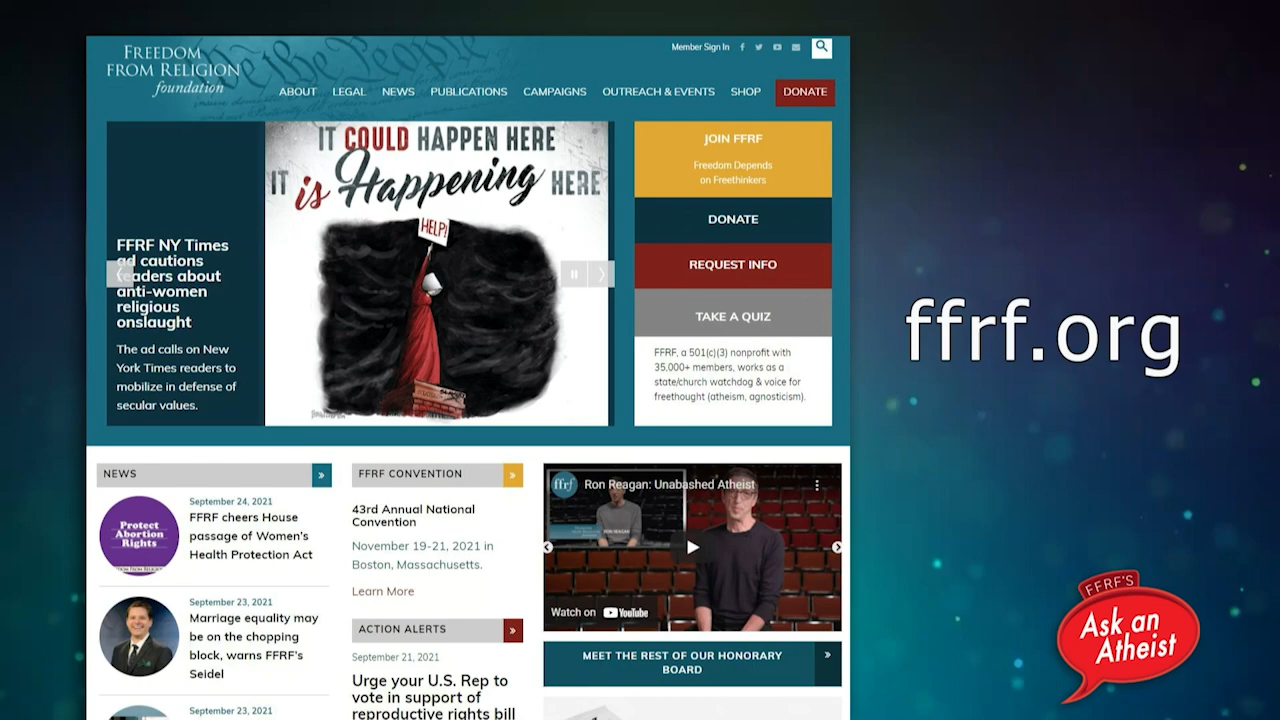 FREEDOM
FROM RELIGION
foundation
We the People
Member Sign In
ABOUT LEGAL NEWS PUBLICATIONS CAMPAIGNS OUTREACH & EVENTS SHOP DONATE
FFRF NY Times
ad cautions
readers about
anti-women
religious
onslaught
The ad calls on New
York Times readers to
mobilize in defense of
secular values.
IT COULD HAPPEN HERE
IT is Happening HERE
HELP!
JOIN FFRF
Freedom Depends
on Freethinkers
DONATE
REQUEST INFO
TAKE A QUIZ
FFRF, a 501(c)(3) nonprofit with
35,000+ members, works as a
state/church watchdog & voice for
freethought (atheism, agnosticism).
NEWS »
Protect
Abortion
Rights
September 24, 2021
FFRF cheers House
passage of Women's
Health Protection Act
September 23, 2021
Marriage equality may
be on the chopping
block, warns FFRF's
Seidel
September 23, 2021
FFRF CONVENTION »
43rd Annual National
Convention
November 19-21, 2021 in
Boston, Massachusetts.
Learn More
ACTION ALERTS »
September 21, 2021
Urge your U.S. Rep to
vote in support of
reproductive rights bill
ffrf Ron Reagan: Unabashed Atheist
RON REAGAN
Watch on YouTube
MEET THE REST OF OUR HONORARY
BOARD »
ffrf.org
FFRF'S
Ask an
Atheist